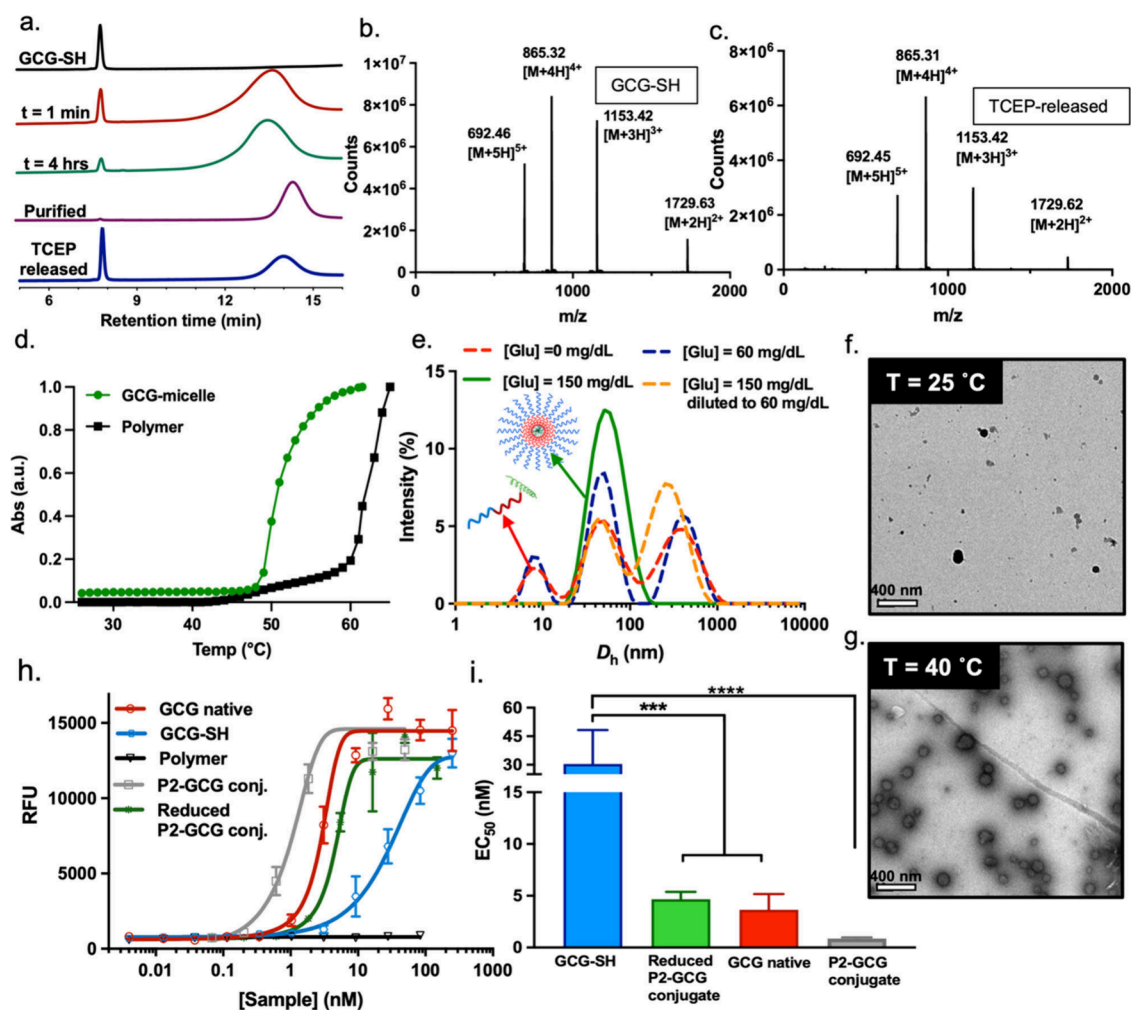 a.
GCG-SH
t = 1 min
t = 4 hrs
Purified
TCEP
released
6 9 12 15
Retention time (min)
b.
1×10⁷
8×10⁶
6×10⁶
4×10⁶
2×10⁶
0
Counts
865.32
[M+4H]⁴⁺
GCG-SH
1153.42
[M+3H]³⁺
692.46
[M+5H]⁵⁺
1729.63
[M+2H]²⁺
0 1000 2000
m/z
c.
8×10⁶
6×10⁶
4×10⁶
2×10⁶
0
Counts
865.31
[M+4H]⁴⁺
TCEP-released
1153.42
[M+3H]³⁺
692.45
[M+5H]⁵⁺
1729.62
[M+2H]²⁺
0 1000 2000
m/z
d.
1.0
0.8
0.6
0.4
0.2
0.0
Abs (a.u.)
GCG-micelle
Polymer
30 40 50 60
Temp (°C)
e.
[Glu] =0 mg/dL
[Glu] = 60 mg/dL
[Glu] = 150 mg/dL
[Glu] = 150 mg/dL
diluted to 60 mg/dL
15
10
5
0
Intensity (%)
1 10 100 1000 10000
Dₕ (nm)
f.
T = 25 ˚C
400 nm
g.
T = 40 ˚C
400 nm
h.
15000
10000
5000
0
RFU
GCG native
GCG-SH
Polymer
P2-GCG conj.
Reduced
P2-GCG conj.
0.01 0.1 1 10 100 1000
[Sample] (nM)
i.
60
45
30
15
10
5
0
EC₅₀ (nM)
****
***
GCG-SH
Reduced
P2-GCG
conjugate
GCG native
P2-GCG
conjugate